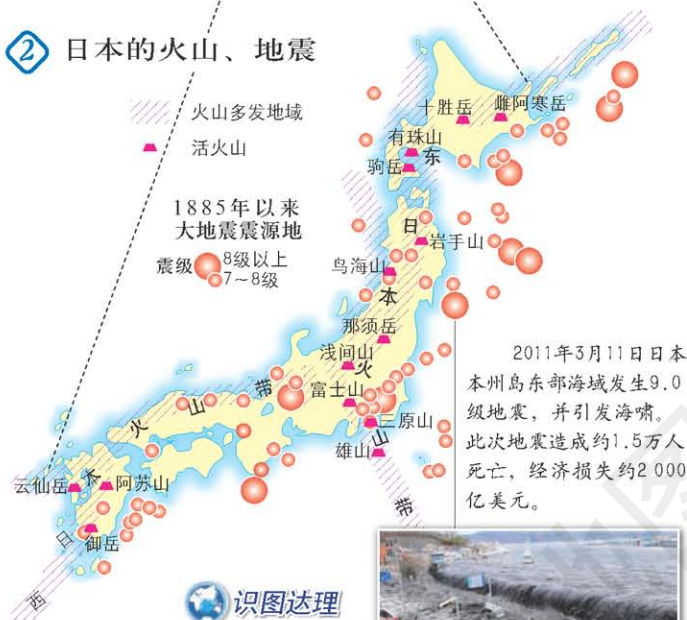 2 日本的火山、地震
火山多发地域
活火山
1885年以来
大地震震源地
震级
8级以上
7~8级
十胜岳
雌阿寒岳
有珠山
驹岳
岩手山
鸟海山
那须岳
浅间山
富士山
三原山
雄山
云仙岳
阿苏山
御岳
东日本火山带
西日本火山带
2011年3月11日日本
本州岛东部海域发生9.0
级地震，并引发海啸。
此次地震造成约1.5万人
死亡，经济损失约2 000
亿美元。
识图达理